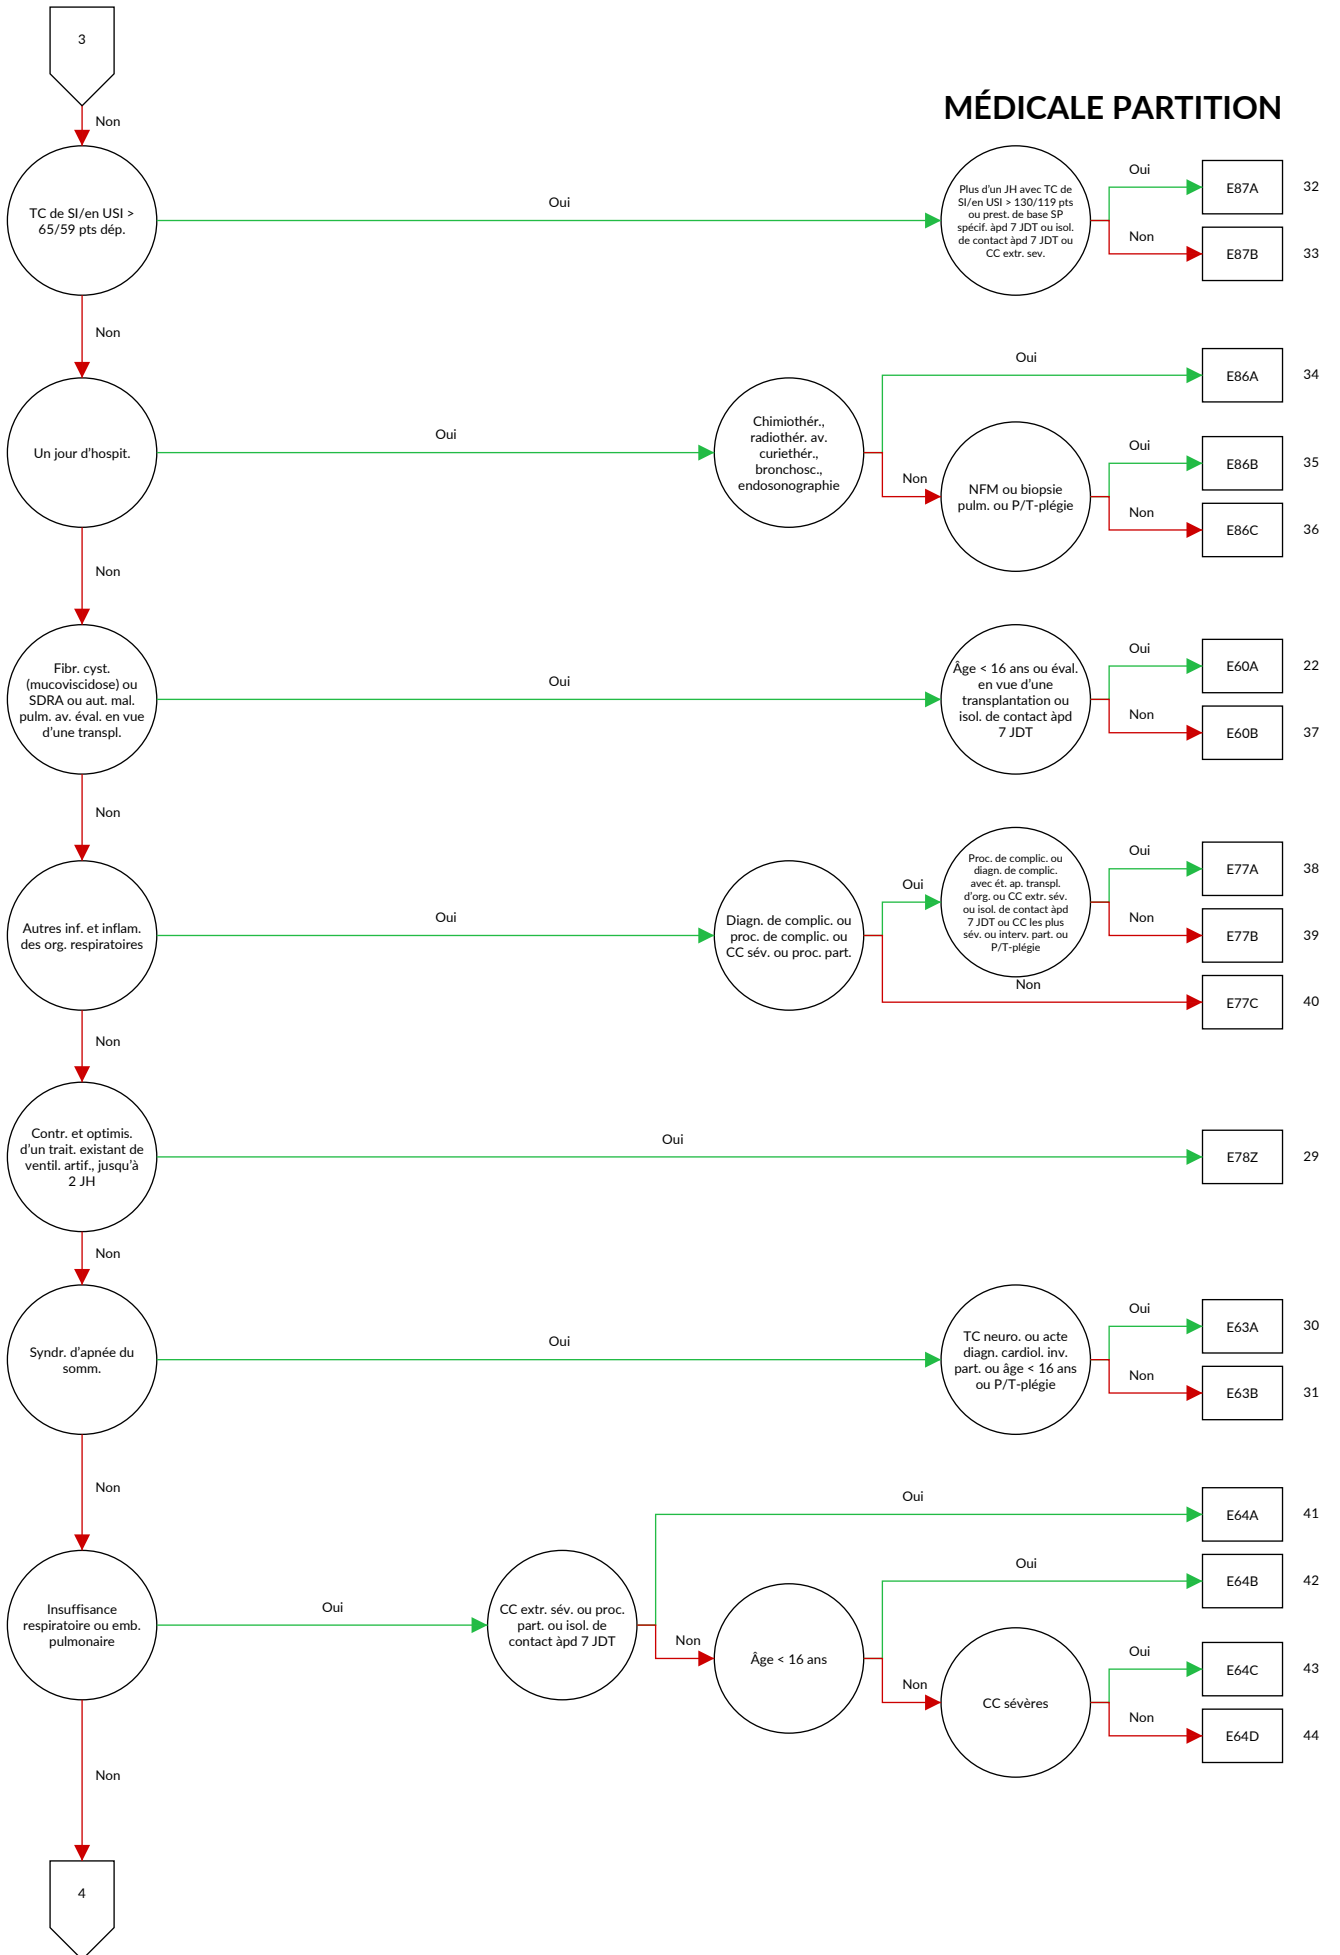 3
MÉDICALE PARTITION
Non
TC de SI/en USI >
65/59 pts dép.
Oui
Plus d'un JH avec TC de
SI/en USI > 130/119 pts
ou prest. de base SP
spécif. àpd 7 JDT ou isol.
de contact àpd 7 JDT ou
CC extr. sev.
Oui
E87A
32
Non
E87B
33
Non
Un jour d'hospit.
Oui
Chimiothér.,
radiothér. av.
curiethér.,
bronchosc.,
endosonographie
Oui
E86A
34
Non
NFM ou biopsie
pulm. ou P/T-plégie
Oui
E86B
35
Non
E86C
36
Non
Fibr. cyst.
(mucoviscidose) ou
SDRA ou aut. mal.
pulm. av. éval. en vue
d'une transpl.
Oui
Âge < 16 ans ou éval.
en vue d'une
transplantation ou
isol. de contact àpd
7 JDT
Oui
E60A
22
Non
E60B
37
Non
Autres inf. et inflam.
des org. respiratoires
Oui
Diagn. de complic. ou
proc. de complic. ou
CC sév. ou proc. part.
Oui
Proc. de complic. ou
diagn. de complic.
avec ét. ap. transpl.
d'org. ou CC extr. sév.
ou isol. de contact àpd
7 JDT ou CC les plus
sév. ou interv. part. ou
P/T-plégie
Oui
E77A
38
Non
E77B
39
Non
E77C
40
Non
Contr. et optimis.
d'un trait. existant de
ventil. artif., jusqu'à
2 JH
Oui
E78Z
29
Non
Syndr. d'apnée du
somm.
Oui
TC neuro. ou acte
diagn. cardiol. inv.
part. ou âge < 16 ans
ou P/T-plégie
Oui
E63A
30
Non
E63B
31
Non
Insuffisance
respiratoire ou emb.
pulmonaire
Oui
CC extr. sév. ou proc.
part. ou isol. de
contact àpd 7 JDT
Oui
E64A
41
Non
Âge < 16 ans
Oui
E64B
42
Non
CC sévères
Oui
E64C
43
Non
E64D
44
Non
4